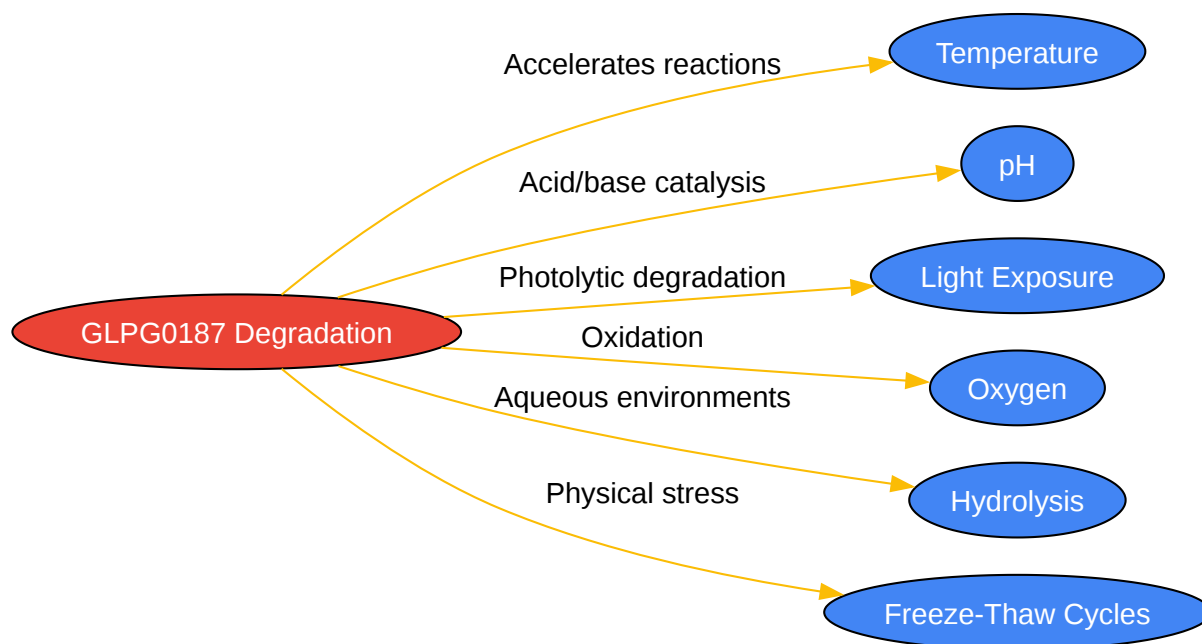 Temperature
Accelerates reactions
pH
Acid/base catalysis
Light Exposure
Photolytic degradation
GLPG0187 Degradation
Oxidation
Oxygen
Aqueous environments
Hydrolysis
Physical stress
Freeze-Thaw Cycles